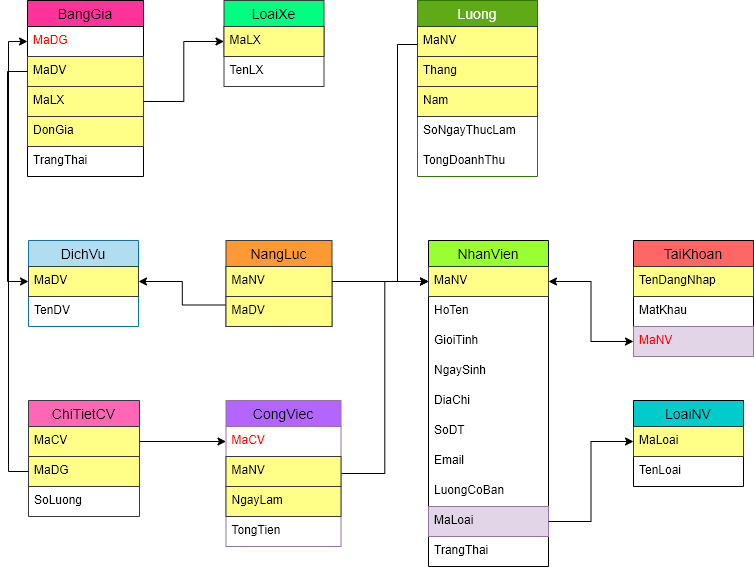 BangGia
MaDG
MaDV
MaLX
DonGia
TrangThai
LoaiXe
MaLX
TenLX
Luong
MaNV
Thang
Nam
SoNgayThucLam
TongDoanhThu
DichVu
MaDV
TenDV
NangLuc
MaNV
MaDV
NhanVien
MaNV
HoTen
GioiTinh
NgaySinh
DiaChi
SoDT
Email
LuongCoBan
MaLoai
TrangThai
TaiKhoan
TenDangNhap
MatKhau
MaNV
ChiTietCV
MaCV
MaDG
SoLuong
CongViec
MaCV
MaNV
NgayLam
TongTien
LoaiNV
MaLoai
TenLoai